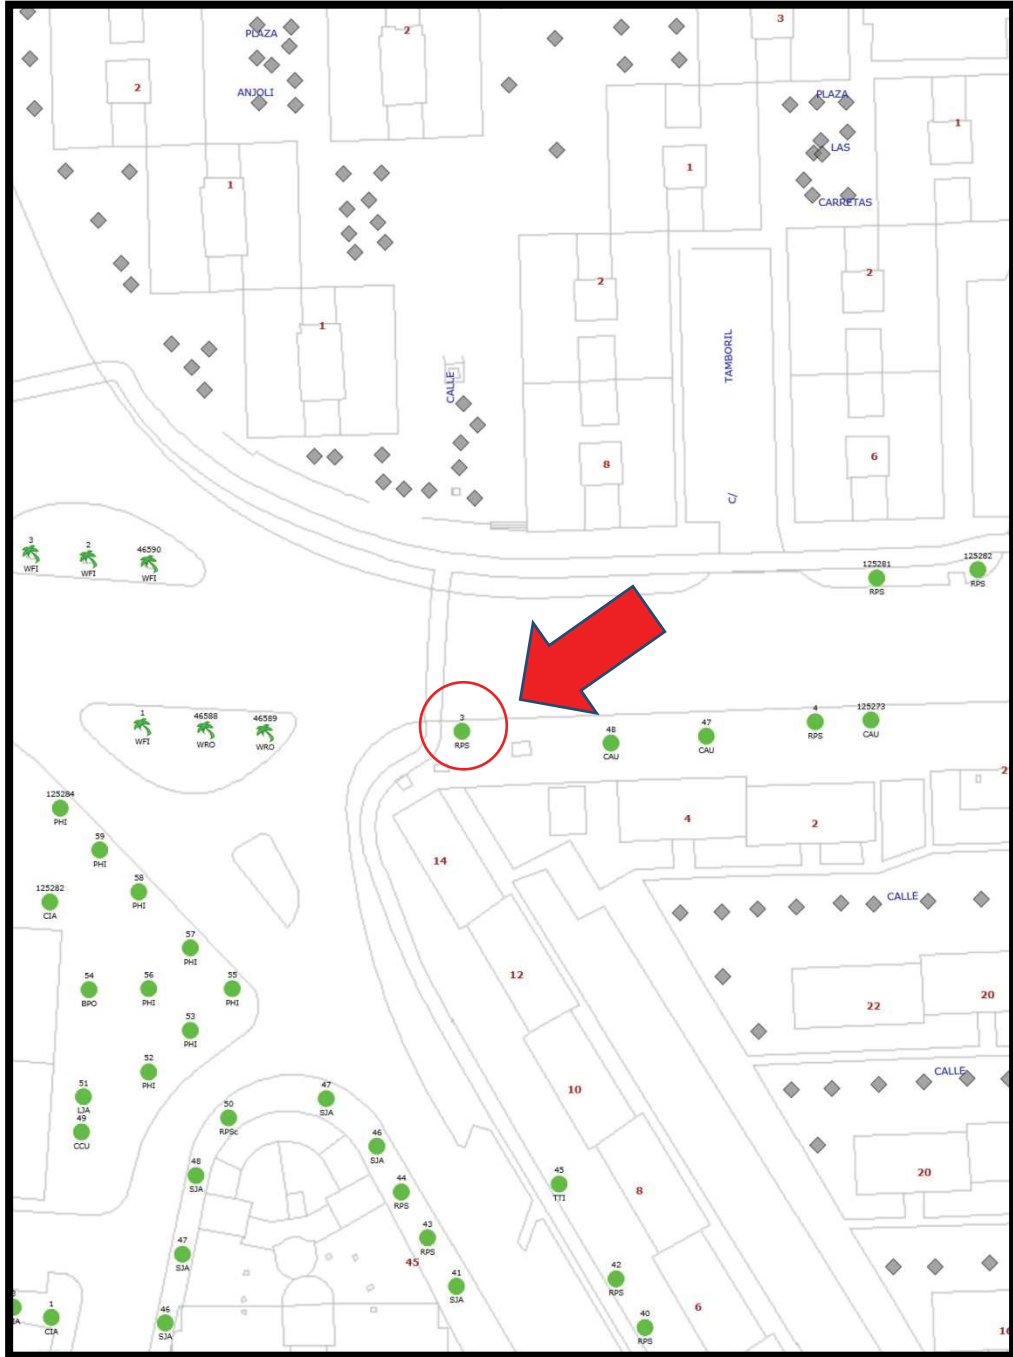 3
PLAZA
2
2
ANJOLI
PLAZA
1
LAS
1
1
CARRETAS
2
2
1
TAMBORIL
CALLE
8
6
C/
3
WFI
2
WFI
46590
WFI
125281
RPS
125282
RPS
1
WFI
46588
WRO
46589
WRO
3
RPS
48
CAU
47
CAU
4
RPS
125273
CAU
125284
PHI
4
2
59
PHI
14
58
PHI
125282
CIA
CALLE
57
PHI
54
BPO
56
PHI
55
PHI
12
22
20
53
PHI
52
PHI
CALLE
51
LJA
49
CCU
47
SJA
50
RPSc
10
46
SJA
48
SJA
44
RPS
45
TTI
8
20
43
RPS
47
SJA
45
41
SJA
42
RPS
6
1
CIA
46
SJA
40
RPS